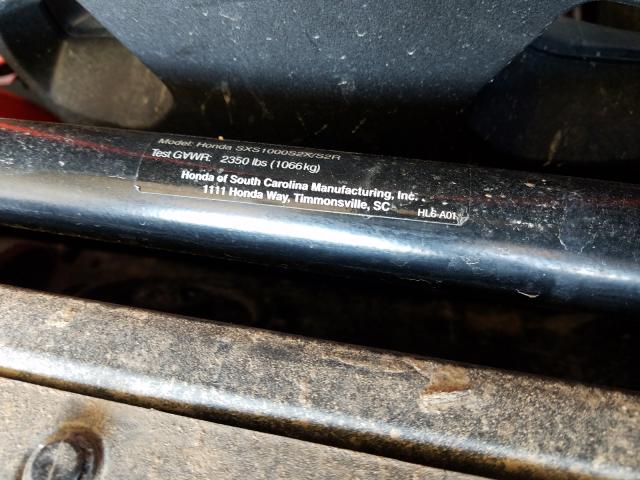 Model: Honda SXS1000S2X/S2R
Test GVWR: 2350 lbs (1066kg)
Honda of South Carolina Manufacturing, Inc.
1111 Honda Way, Timmonsville, SC
HL6-A01